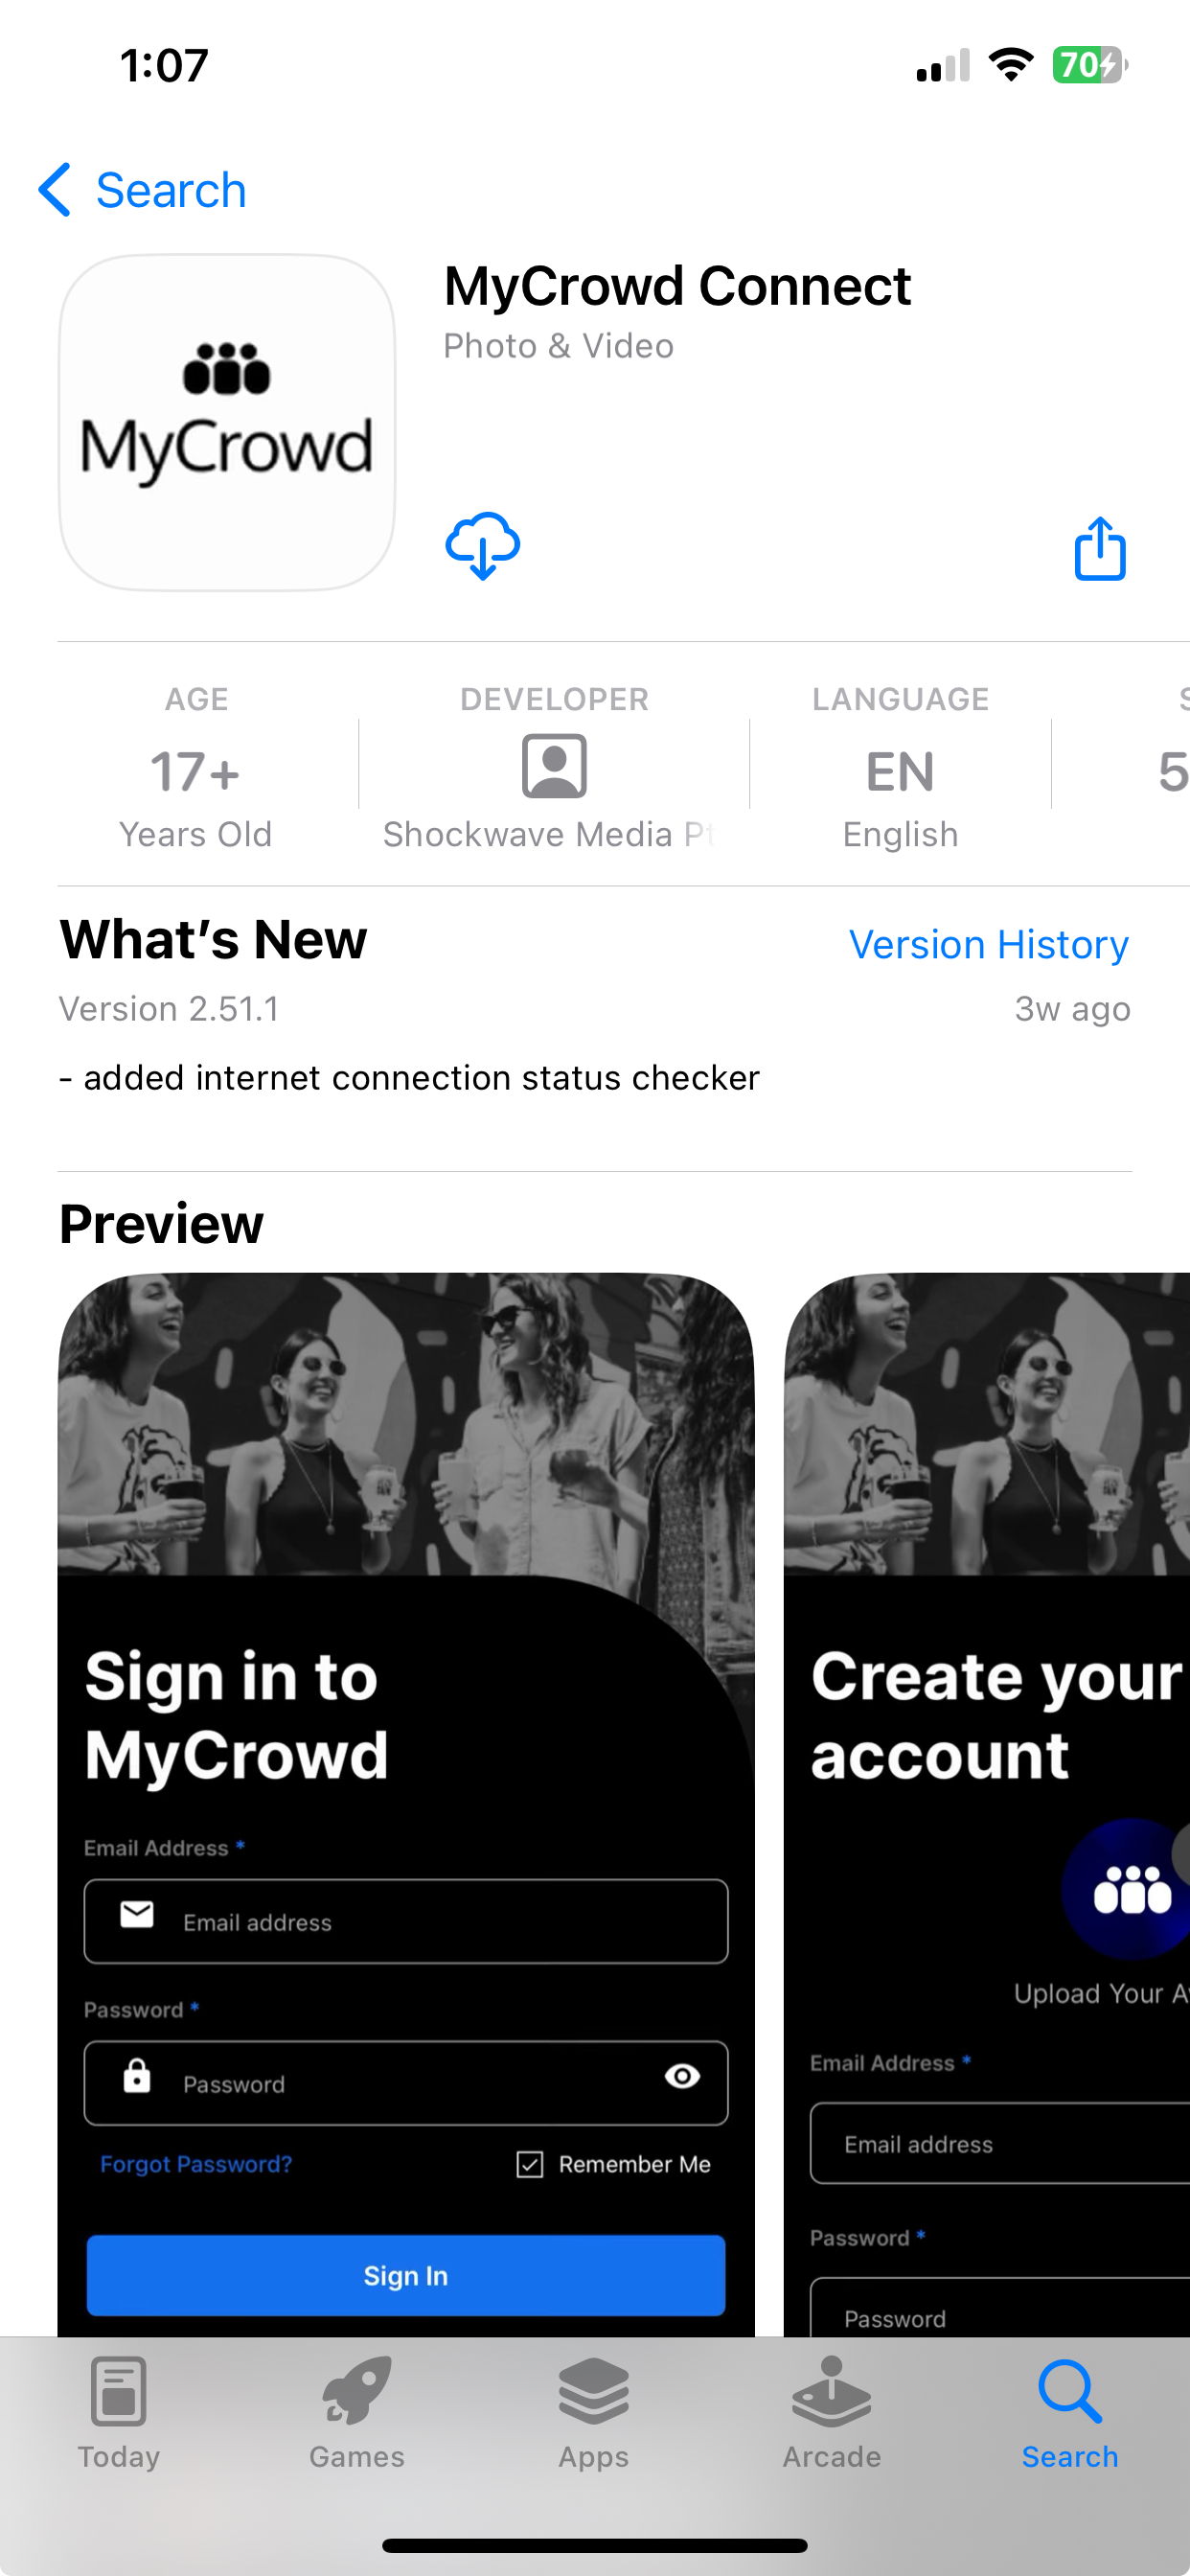 1:07
70
Search
MyCrowd
MyCrowd Connect
Photo & Video
AGE
17+
Years Old
DEVELOPER
Shockwave Media
LANGUAGE
EN
English
What's New
Version History
Version 2.51.1
3w ago
- added internet connection status checker
Preview
Sign in to
MyCrowd
Email Address *
Email address
Password *
Password
Forgot Password?
Remember Me
Sign In
Create your
account
Upload Your
Email Address *
Email address
Password *
Password
Today
Games
Apps
Arcade
Search